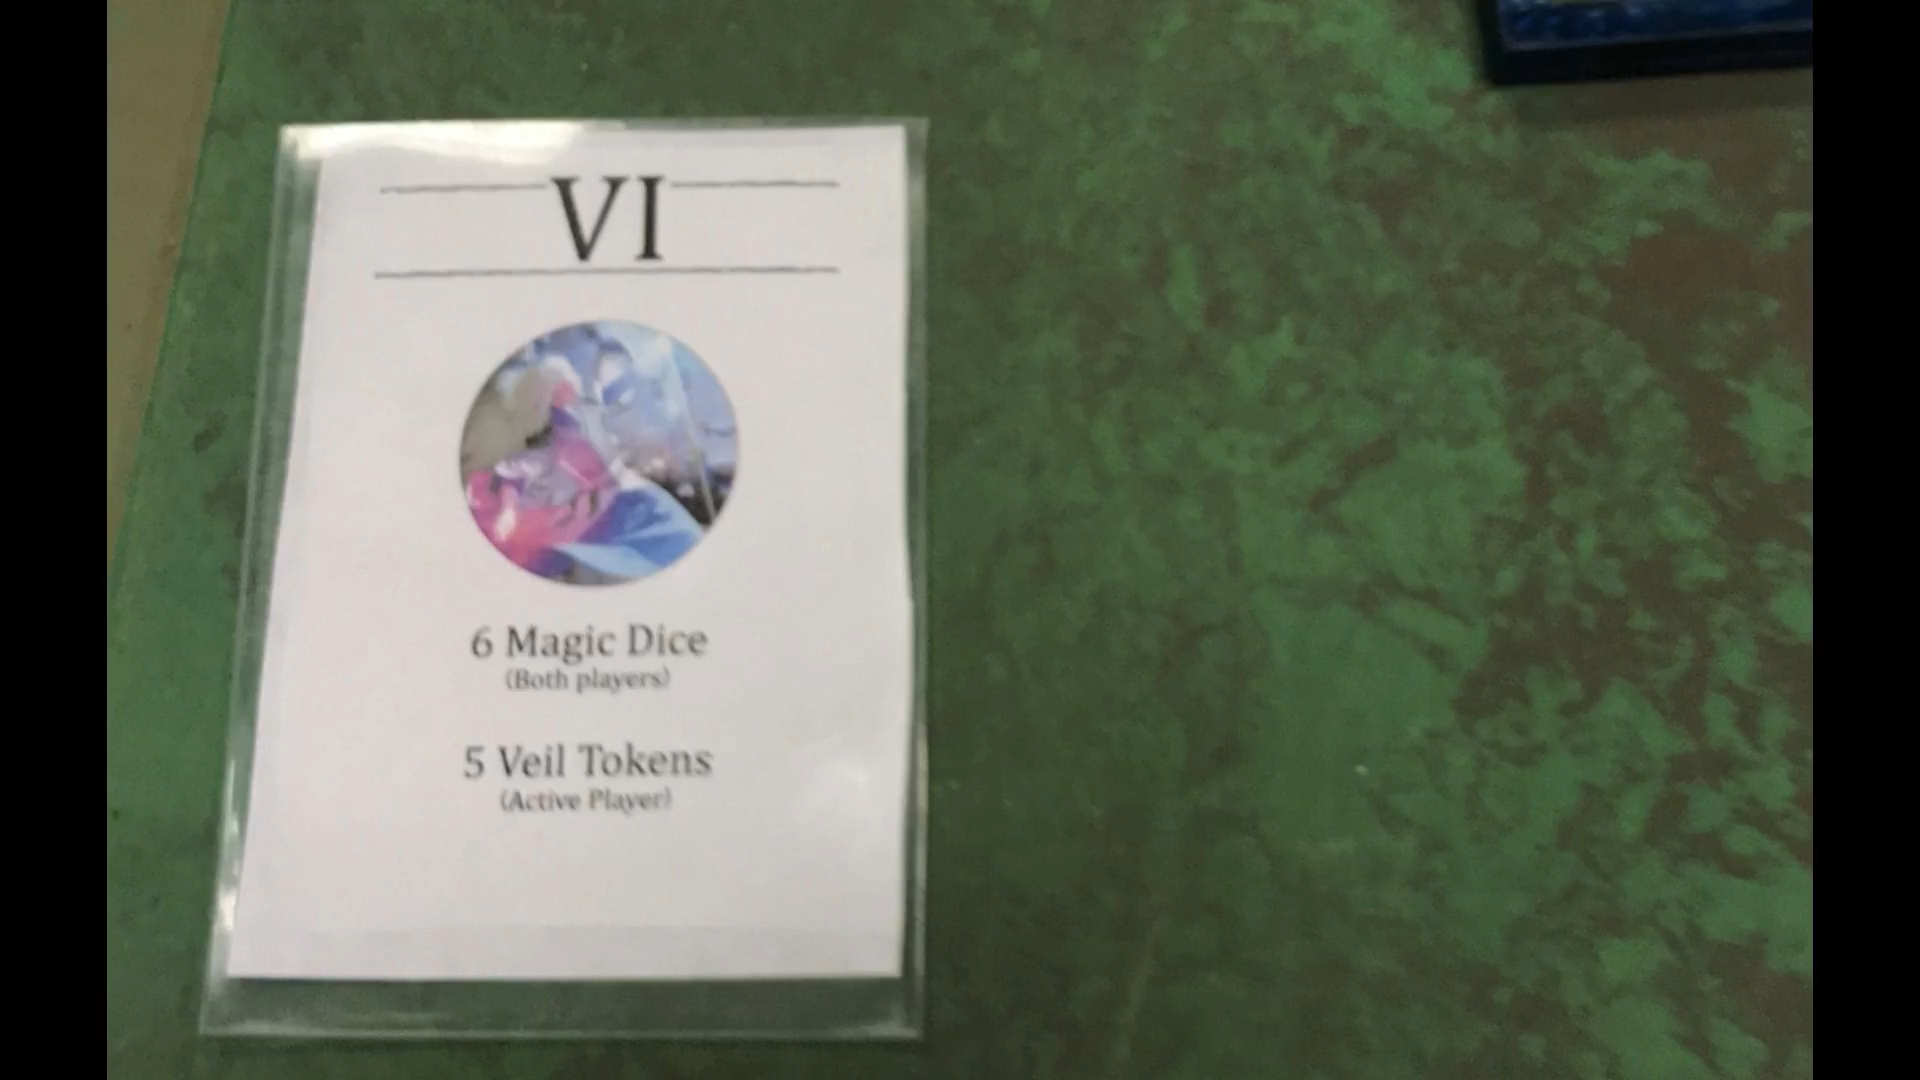 VI
6 Magic Dice
(Both players)
5 Veil Tokens
(Active Player)